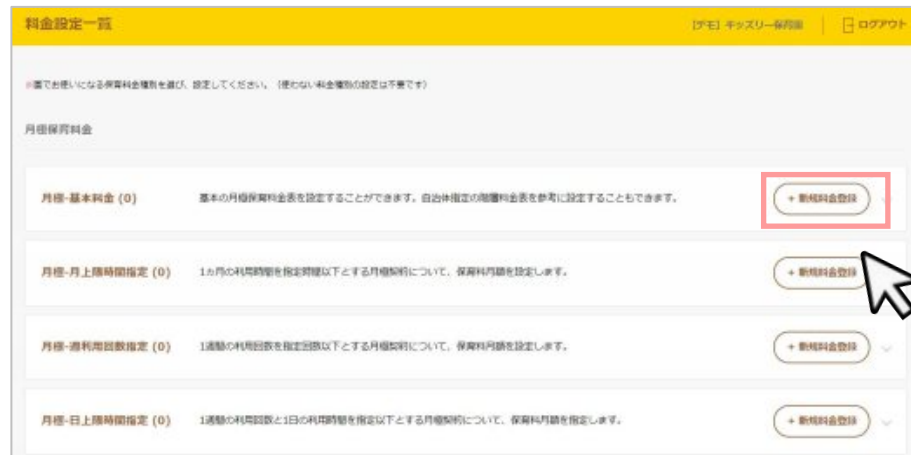 料金設定一覧
[デモ] キッズリー保育園
ログアウト
※園でお使いになる保育料金種別を選び、設定してください。（使わない料金種別の設定は不要です）
月極保育料金
月極-基本料金 (0)
基本の月極保育料金表を設定することができます。自治体指定の階層料金表を参考に設定することもできます。
+ 新規料金登録
月極-月上限時間指定 (0)
1カ月の利用時間を指定時間以下とする月極契約について、保育料月額を設定します。
+ 新規料金登録
月極-週利用回数指定 (0)
1週間の利用回数を指定回数以下とする月極契約について、保育料月額を設定します。
+ 新規料金登録
月極-日上限時間指定 (0)
1週間の利用回数と1日の利用時間を指定以下とする月極契約について、保育料月額を指定します。
+ 新規料金登録